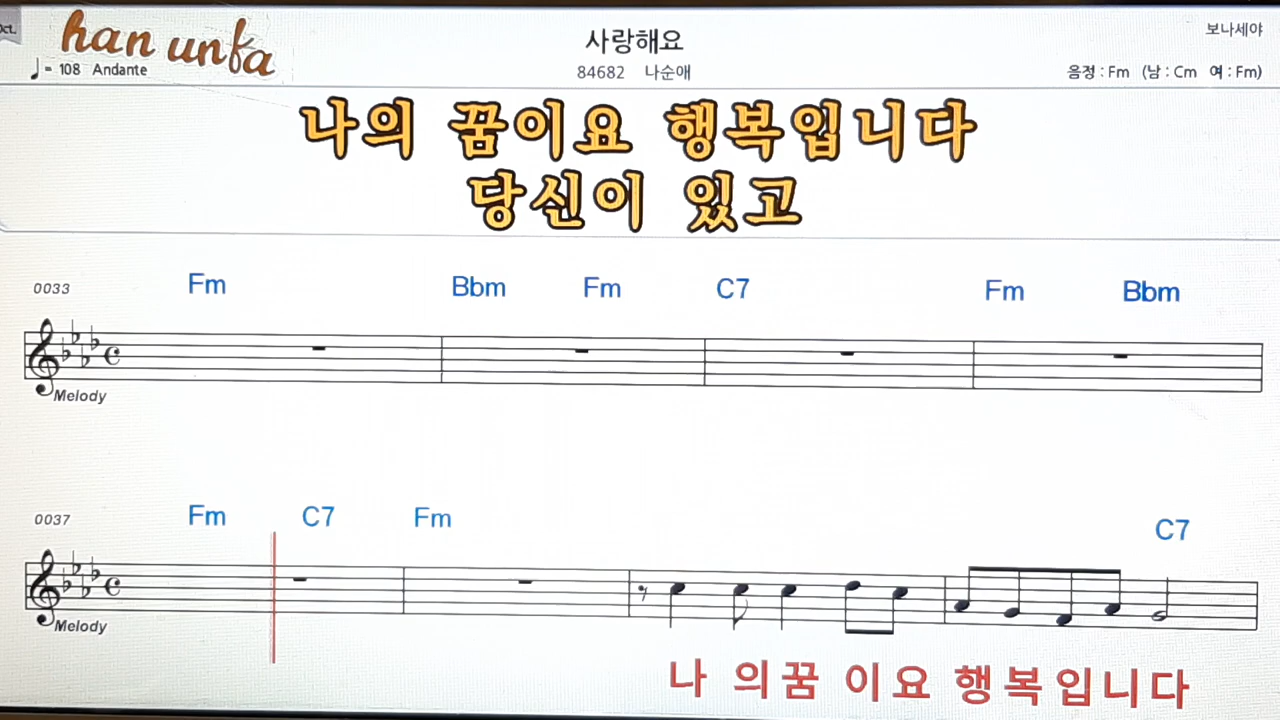 Oct.
han unfa
사랑해요
보나세야
♩= 108 Andante
84682 나순애
음정 : Fm (남 : Cm 여 : Fm)
나의 꿈이요 행복입니다
당신이 있고
0033 Fm Bbm Fm C7 Fm Bbm
Melody
0037 Fm C7 Fm C7
Melody
나 의꿈 이요 행복입니다